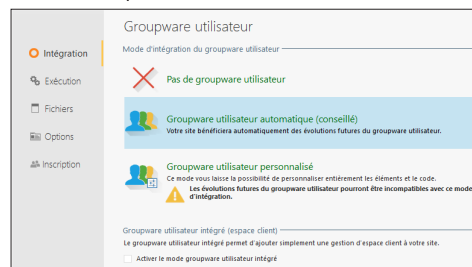 Groupware utilisateur
Mode d'intégration du groupware utilisateur
Intégration
Exécution
Fichiers
Options
Inscription
Pas de groupware utilisateur
Groupware utilisateur automatique (conseillé)
Votre site bénéficiera automatiquement des évolutions futures du groupware utilisateur.
Groupware utilisateur personnalisé
Ce mode vous laisse la possibilité de personnaliser entièrement les éléments et le code.
Les évolutions futures du groupware utilisateur pourront être incompatibles avec ce mode
d'intégration.
Groupware utilisateur intégré (espace client)
Le groupware utilisateur intégré permet d'ajouter simplement une gestion d'espace client à votre site.
Activer le mode groupware utilisateur intégré